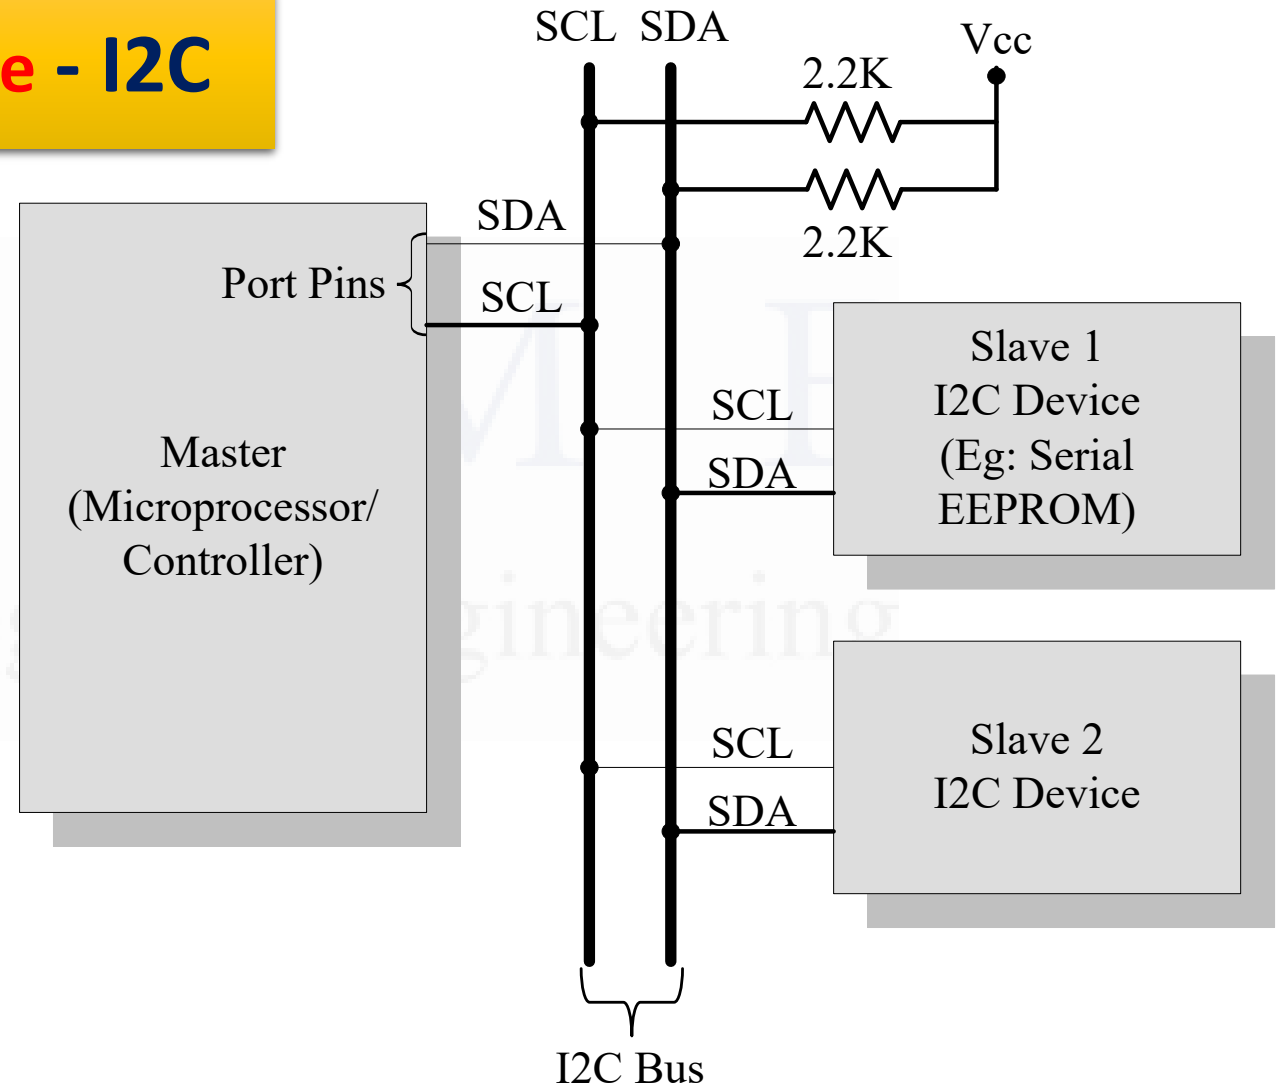 e - I2C
SCL SDA
Vcc
2.2K
2.2K
SDA
Port Pins
SCL
Master
(Microprocessor/
Controller)
SCL
SDA
Slave 1
I2C Device
(Eg: Serial
EEPROM)
SCL
SDA
Slave 2
I2C Device
I2C Bus